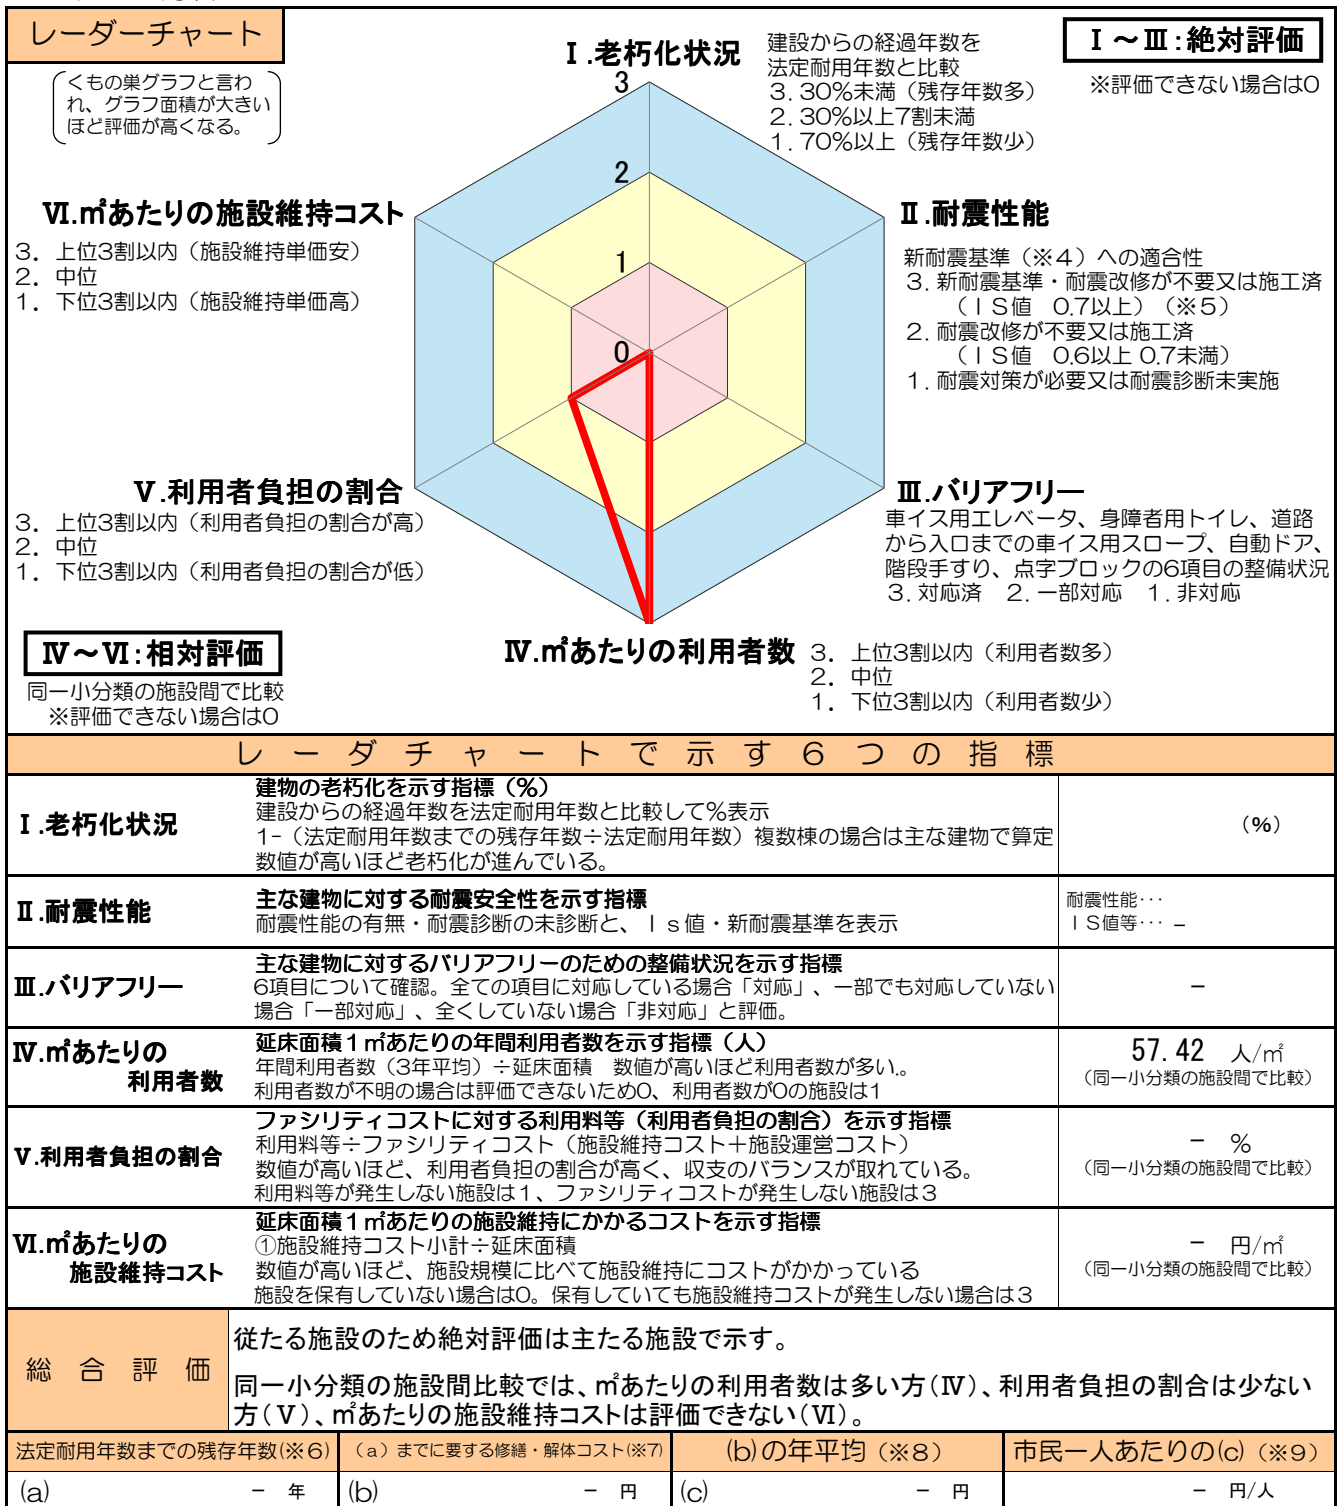 レーダーチャート
くもの巣グラフと言わ
れ、グラフ面積が大きい
ほど評価が高くなる。
Ⅰ～Ⅲ：絶対評価
※評価できない場合は0
Ⅰ.老朽化状況
建設からの経過年数を
法定耐用年数と比較
3. 30％未満（残存年数多）
2. 30％以上7割未満
1. 70％以上（残存年数少）
3
2
1
0
Ⅵ.㎡あたりの施設維持コスト
3. 上位3割以内（施設維持単価安）
2. 中位
1. 下位3割以内（施設維持単価高）
Ⅱ.耐震性能
新耐震基準（※4）への適合性
3. 新耐震基準・耐震改修が不要又は施工済
（ＩＳ値 0.7以上）（※5）
2. 耐震改修が不要又は施工済
（ＩＳ値 0.6以上 0.7未満）
1. 耐震対策が必要又は耐震診断未実施
Ⅴ.利用者負担の割合
3. 上位3割以内（利用者負担の割合が高）
2. 中位
1. 下位3割以内（利用者負担の割合が低）
Ⅲ.バリアフリー
車イス用エレベータ、身障者用トイレ、道路
から入口までの車イス用スロープ、自動ドア、
階段手すり、点字ブロックの6項目の整備状況
3. 対応済 2. 一部対応 1. 非対応
Ⅳ～Ⅵ：相対評価
同一小分類の施設間で比較
※評価できない場合は0
Ⅳ.㎡あたりの利用者数
3. 上位3割以内（利用者数多）
2. 中位
1. 下位3割以内（利用者数少）
レーダチャートで示す6つの指標
Ⅰ.老朽化状況
建物の老朽化を示す指標（％）
建設からの経過年数を法定耐用年数と比較して％表示
1-（法定耐用年数までの残存年数÷法定耐用年数）複数棟の場合は主な建物で算定
数値が高いほど老朽化が進んでいる。
（％）
Ⅱ.耐震性能
主な建物に対する耐震安全性を示す指標
耐震性能の有無・耐震診断の未診断と、Ｉｓ値・新耐震基準を表示
耐震性能･･･
ＩＳ値等･･･ －
Ⅲ.バリアフリー
主な建物に対するバリアフリーのための整備状況を示す指標
6項目について確認。全ての項目に対応している場合「対応」、一部でも対応していない
場合「一部対応」、全くしていない場合「非対応」と評価。
－
Ⅳ.㎡あたりの
利用者数
延床面積１㎡あたりの年間利用者数を示す指標（人）
年間利用者数（3年平均）÷延床面積 数値が高いほど利用者数が多い。
利用者数が不明の場合は評価できないため0、利用者数が0の施設は1
57.42 人/㎡
（同一小分類の施設間で比較）
Ⅴ.利用者負担の割合
ファシリティコストに対する利用料等（利用者負担の割合）を示す指標
利用料等÷ファシリティコスト（施設維持コスト＋施設運営コスト）
数値が高いほど、利用者負担の割合が高く、収支のバランスが取れている。
利用料等が発生しない施設は１、ファシリティコストが発生しない施設は３
－ ％
（同一小分類の施設間で比較）
Ⅵ.㎡あたりの
施設維持コスト
延床面積１㎡あたりの施設維持にかかるコストを示す指標
①施設維持コスト小計÷延床面積
数値が高いほど、施設規模に比べて施設維持にコストがかかっている
施設を保有していない場合は0。保有していても施設維持コストが発生しない場合は３
－ 円/㎡
（同一小分類の施設間で比較）
総合評価
従たる施設のため絶対評価は主たる施設で示す。
同一小分類の施設間比較では、㎡あたりの利用者数は多い方(Ⅳ)、利用者負担の割合は少ない
方(Ⅴ)、㎡あたりの施設維持コストは評価できない(Ⅵ)。
法定耐用年数までの残存年数(※6) （a）までに要する修繕・解体コスト(※7) (b)の年平均（※8） 市民一人あたりの(c)（※9）
(a) － 年 (b) － 円 (c) － 円 － 円/人